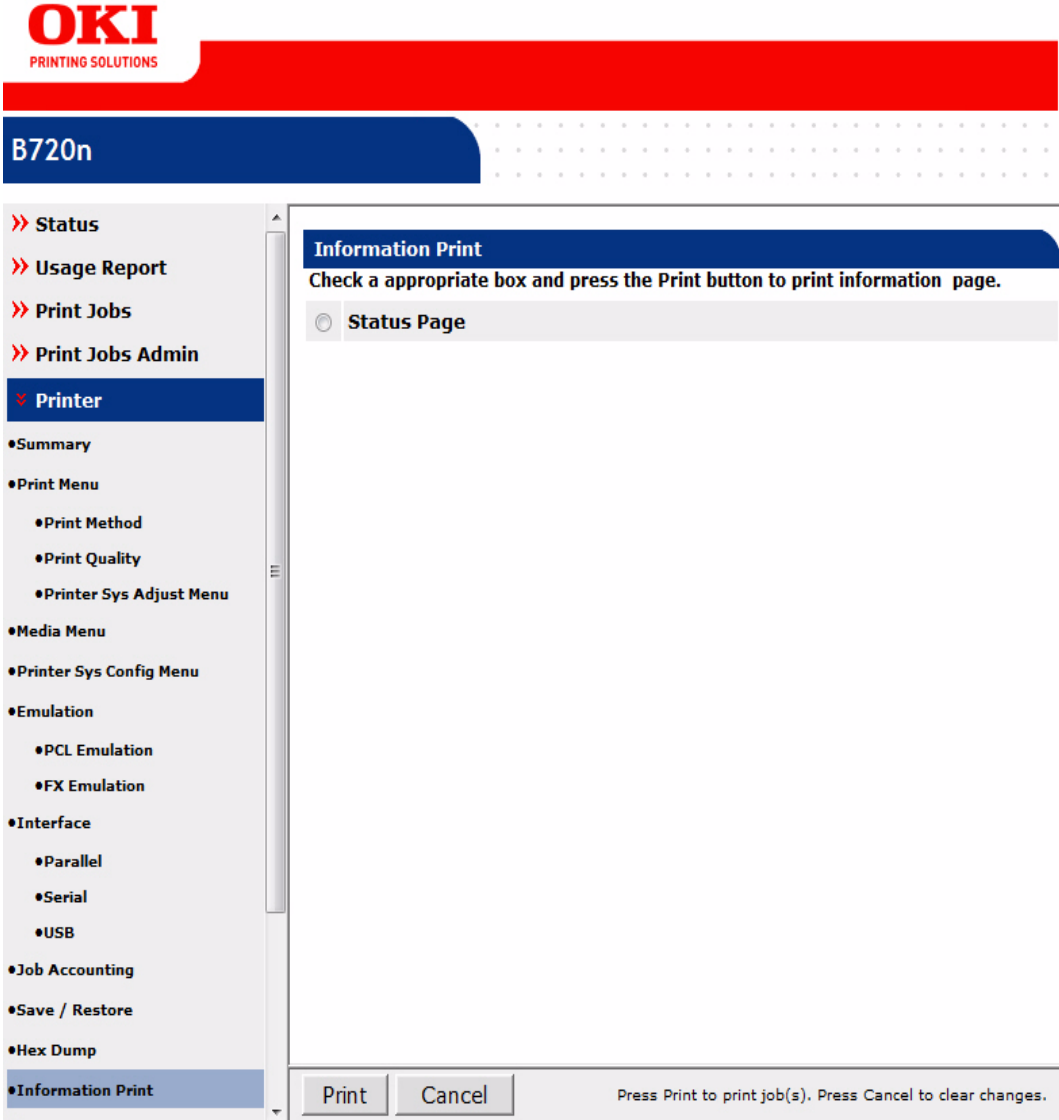 OKI
PRINTING SOLUTIONS
B720n
Status
Usage Report
Print Jobs
Print Jobs Admin
Printer
Summary
Print Menu
Print Method
Print Quality
Printer Sys Adjust Menu
Media Menu
Printer Sys Config Menu
Emulation
PCL Emulation
FX Emulation
Interface
Parallel
Serial
USB
Job Accounting
Save / Restore
Hex Dump
Information Print
Information Print
Check a appropriate box and press the Print button to print information page.
Status Page
Print Cancel Press Print to print job(s). Press Cancel to clear changes.